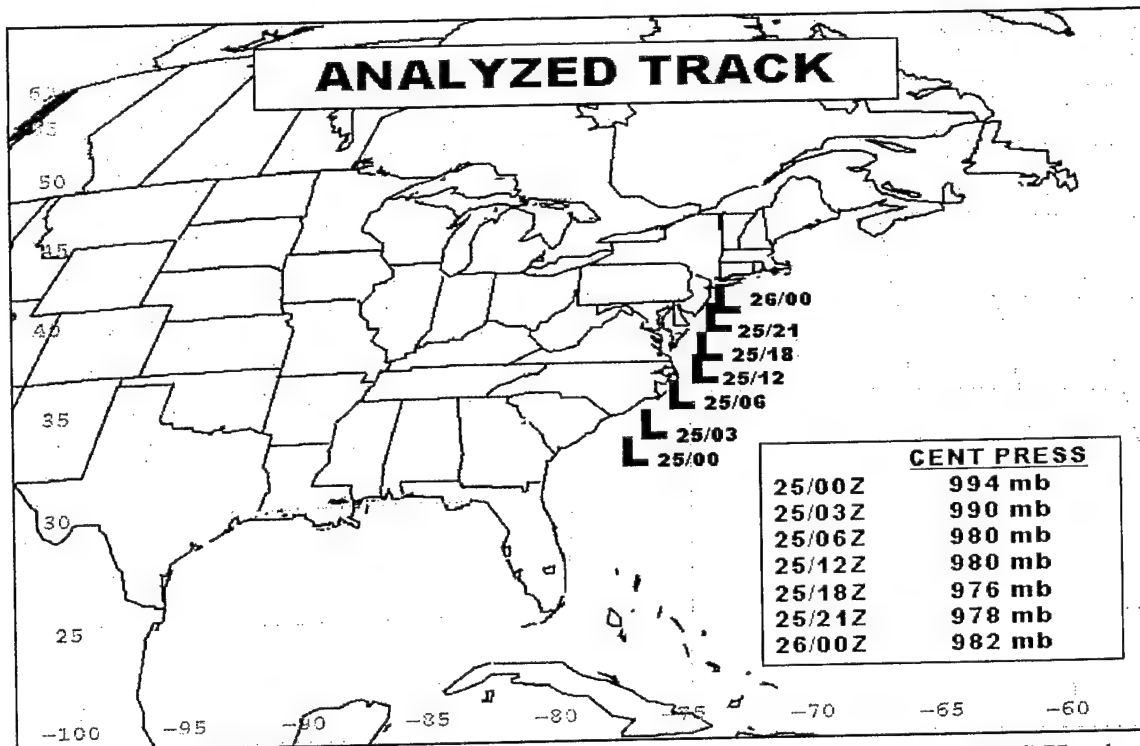 ANALYZED TRACK
50
45
40
35
30
25
-100 -95 -90 -85 -80 -75 -70 -65 -60
L 26/00
L 25/21
L 25/18
L 25/12
L 25/06
L 25/03
L 25/00
CENT PRESS
25/00Z 994 mb
25/03Z 990 mb
25/06Z 980 mb
25/12Z 980 mb
25/18Z 976 mb
25/21Z 978 mb
26/00Z 982 mb